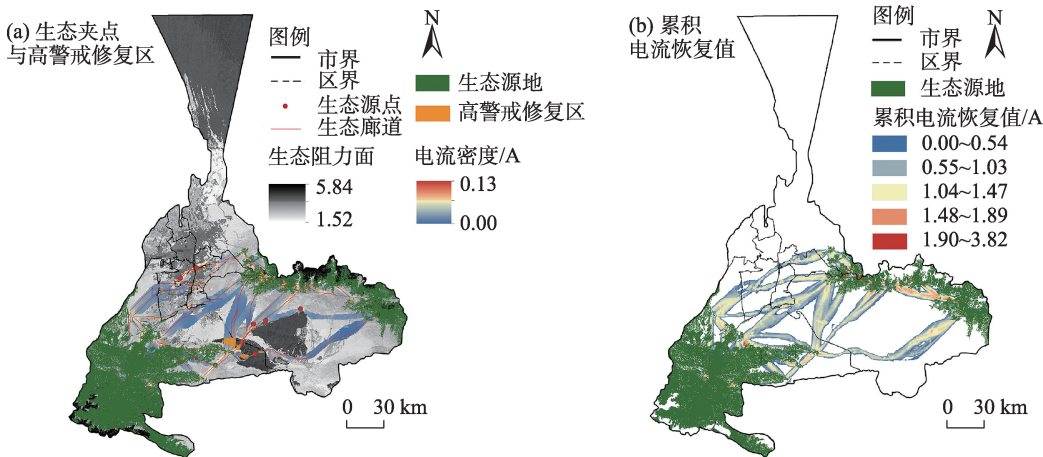 (a) 生态夹点
与高警戒修复区
图例
市界
区界
生态源点
生态廊道
生态阻力面
5.84
1.52
N
生态源地
高警戒修复区
电流密度/A
0.13
0.00
0 30 km
(b) 累积
电流恢复值
图例
市界
区界
生态源地
N
累积电流恢复值/A
0.00~0.54
0.55~1.03
1.04~1.47
1.48~1.89
1.90~3.82
0 30 km